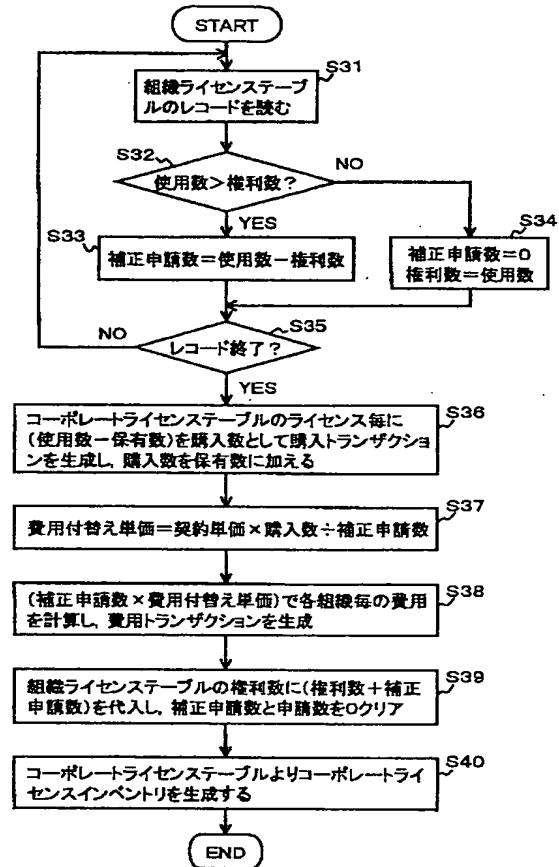 START
S31
組織ライセンステーブ
ルのレコードを読む
S32
使用数>権利数?
NO
YES
S33
補正申請数=使用数-権利数
S34
補正申請数=0
権利数=使用数
S35
NO
レコード終了?
YES
S36
コーポレートライセンステーブルのライセンス毎に
(使用数-保有数)を購入数として購入トランザクショ
ンを生成し、購入数を保有数に加える
S37
費用付替え単価=契約単価×購入数÷補正申請数
S38
(補正申請数×費用付替え単価)で各組織毎の費用
を計算し、費用トランザクションを生成
S39
組織ライセンステーブルの権利数に(権利数+補正
申請数)を代入し、補正申請数と申請数を0クリア
S40
コーポレートライセンステーブルよりコーポレートライ
センスインベントリを生成する
END